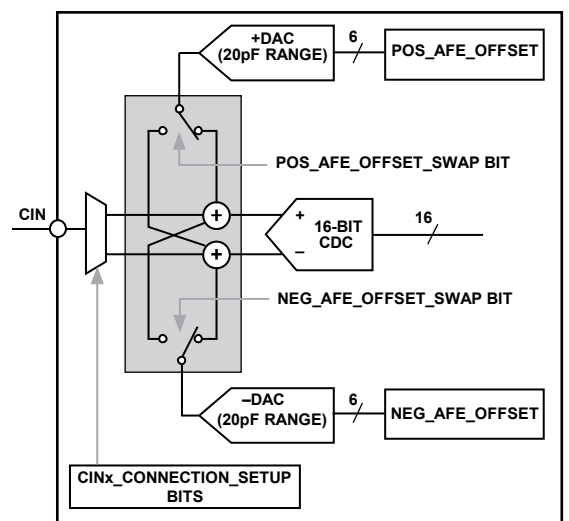 +DAC
(20pF RANGE)
6
POS_AFE_OFFSET
POS_AFE_OFFSET_SWAP BIT
CIN
+
+
16-BIT
CDC
16
+
–
NEG_AFE_OFFSET_SWAP BIT
–DAC
(20pF RANGE)
6
NEG_AFE_OFFSET
CINx_CONNECTION_SETUP
BITS